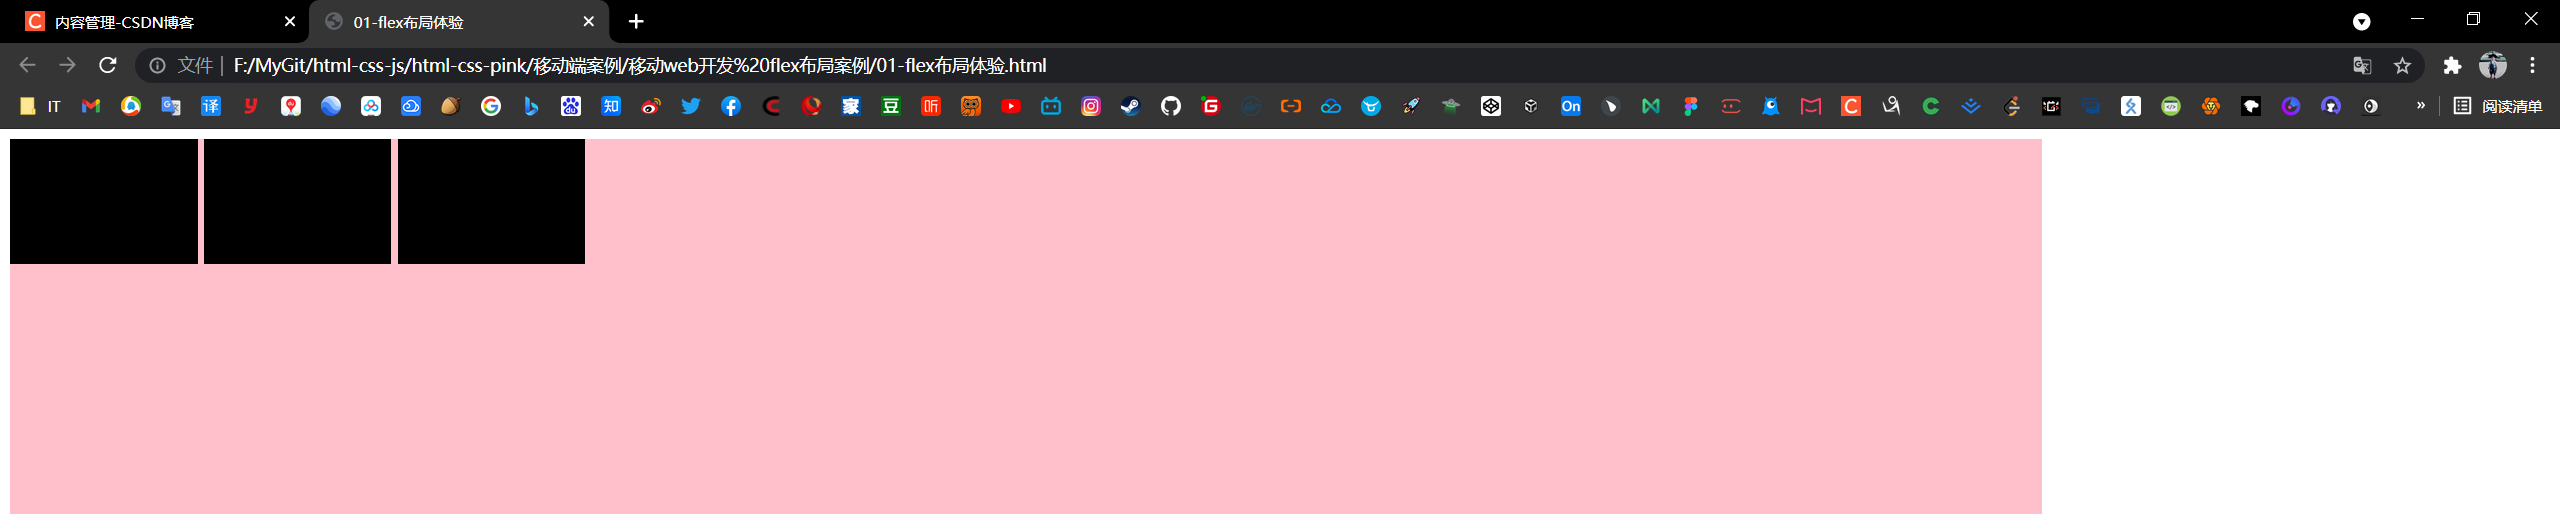 内容管理-CSDN博客
01-flex布局体验
文件 | F:/MyGit/html-css-js/html-css-pink/移动端案例/移动web开发%20flex布局案例/01-flex布局体验.html
IT 译 知 家 豆 听 On » 阅读清单